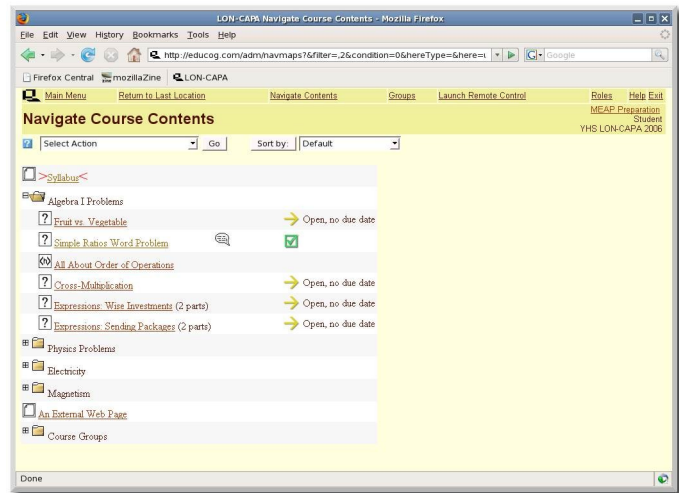 LON-CAPA Navigate Course Contents - Mozilla Firefox
File Edit View History Bookmarks Tools Help
http://educog.com/adm/navmaps?&filter=,2&condition=0&hereType=&here=u
Google
Firefox Central mozillaZine LON-CAPA
Main Menu Return to Last Location Navigate Contents Groups Launch Remote Control Roles Help Exit
MEAP Preparation
Navigate Course Contents Student
YHS LON-CAPA 2006
Select Action Go Sort by: Default
>Syllabus<
Algebra I Problems
Fruit vs. Vegetable Open, no due date
Simple Ratios Word Problem
All About Order of Operations
Cross-Multiplication Open, no due date
Expressions: Wise Investments (2 parts) Open, no due date
Expressions: Sending Packages (2 parts) Open, no due date
Physics Problems
Electricity
Magnetism
An External Web Page
Course Groups
Done